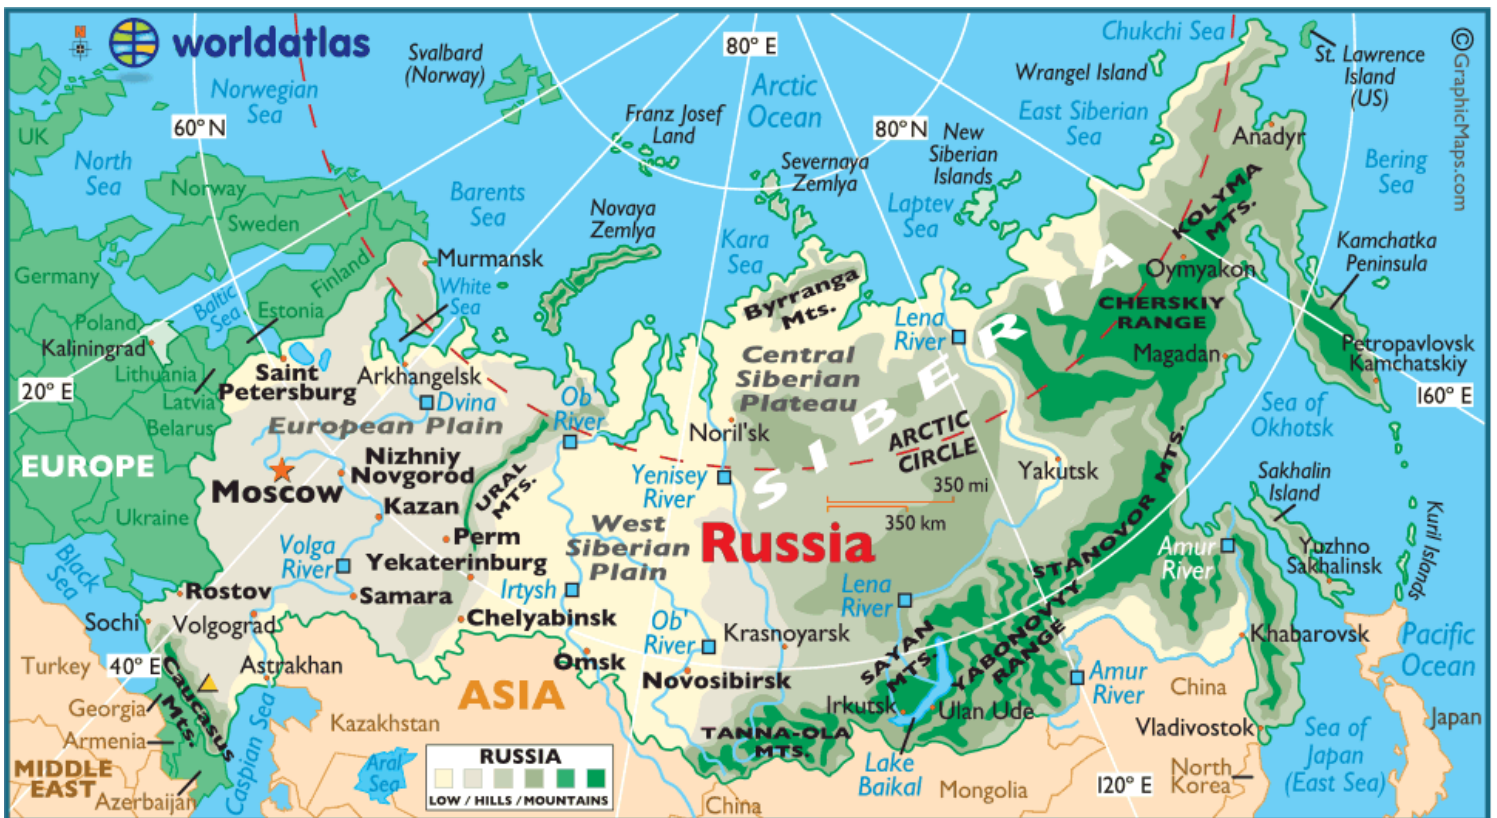 worldatlas
Svalbard
(Norway)
80° E
Chukchi Sea
St. Lawrence
Island
(US)
© GraphicMaps.com
Wrangel Island
Norwegian
Sea
Arctic
Ocean
East Siberian
Sea
Franz Josef
Land
60° N
80° N
New
Siberian
Islands
Anadyr
UK
North
Sea
Severnaya
Zemlya
Bering
Sea
Norway
Barents
Sea
Laptev
Sea
KOLYMA
MTS.
Sweden
Novaya
Zemlya
Kara
Sea
Kamchatka
Peninsula
Germany
Finland
Murmansk
Oymyakon
White
Sea
Byrranga
Mts.
CHERSKIY
RANGE
Baltic
Sea
Estonia
Poland
Kaliningrad
Lena
River
Magadan
Petropavlovsk
Kamchatskiy
Lithuania
Saint
Petersburg
Arkhangelsk
Central
Siberian
Plateau
SIBERIA
20° E
160° E
Latvia
Dvina
Ob
River
Sea of
Okhotsk
Belarus
European Plain
Noril'sk
ARCTIC
CIRCLE
EUROPE
Nizhniy
Novgorod
Moscow
URAL
MTS.
Yenisey
River
Yakutsk
Sakhalin
Island
350 mi
350 km
Kazan
Ukraine
West
Siberian
Plain
Russia
STANOVOR MTS.
Kuril Islands
Perm
Volga
River
Yekaterinburg
Amur
River
Yuzhno
Sakhalinsk
Black
Sea
Irtysh
Lena
River
Rostov
Samara
Chelyabinsk
Sochi
Volgograd
Ob'
River
Krasnoyarsk
SAYAN
MTS.
YABONOVYY
RANGE
Khabarovsk
Pacific
Ocean
Turkey
40° E
Astrakhan
Omsk
Novosibirsk
Amur
River
China
Caucasus
Mts.
Georgia
ASIA
Irkutsk
Ulan Ude
Vladivostok
Japan
Kazakhstan
Armenia
TANNA-OLA
MTS.
Sea of
Japan
(East Sea)
MIDDLE
EAST
Caspian Sea
Aral
Sea
RUSSIA
LOW / HILLS / MOUNTAINS
Lake
Baikal
Mongolia
120° E
North
Korea
Azerbaijan
China